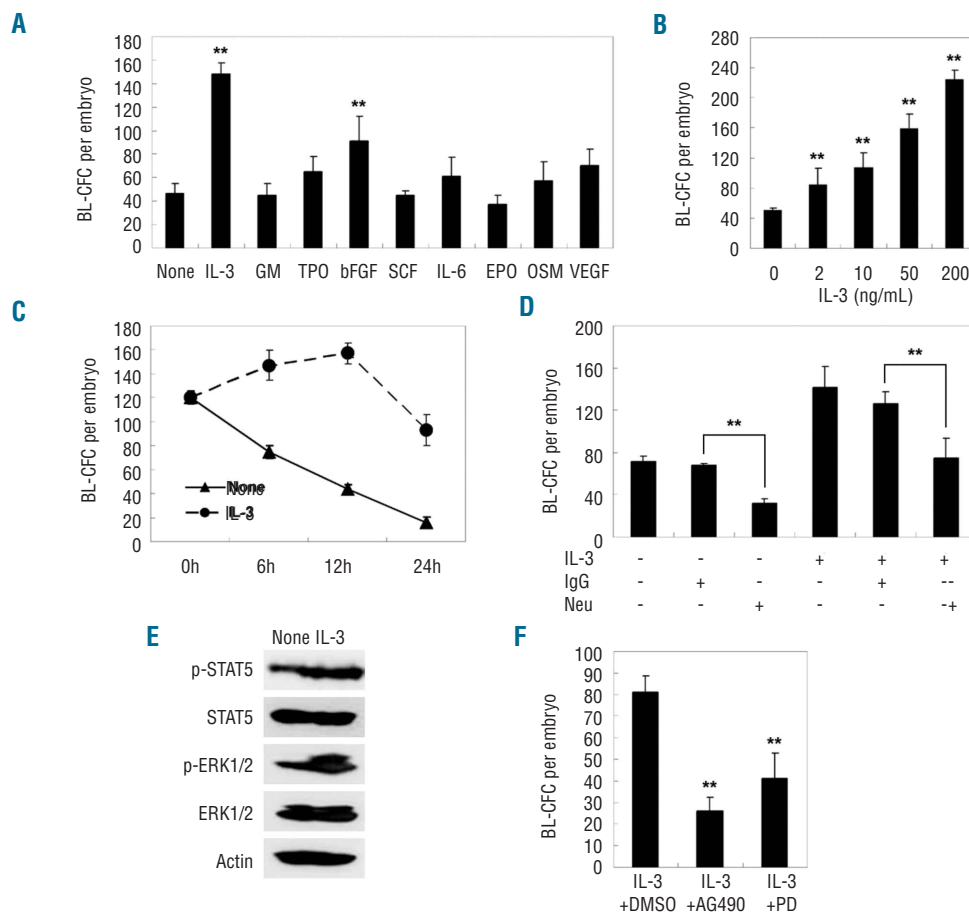 A
BL-CFC per embryo
180
160
140
120
100
80
60
40
20
0
**
**
None IL-3 GM TPO bFGF SCF IL-6 EPO OSM VEGF
B
BL-CFC per embryo
280
240
200
160
120
80
40
0
**
**
**
**
0 2 10 50 200
IL-3 (ng/mL)
C
BL-CFC per embryo
180
160
140
120
100
80
60
40
20
0
None
IL-3
0h 6h 12h 24h
D
BL-CFC per embryo
200
160
120
80
40
0
**
**
IL-3 - - - + + +
IgG - + - - + --
Neu - - + - - -+
E
None IL-3
p-STAT5
STAT5
p-ERK1/2
ERK1/2
Actin
F
BL-CFC per embryo
100
90
80
70
60
50
40
30
20
10
0
**
**
IL-3 IL-3 IL-3
+DMSO +AG490 +PD